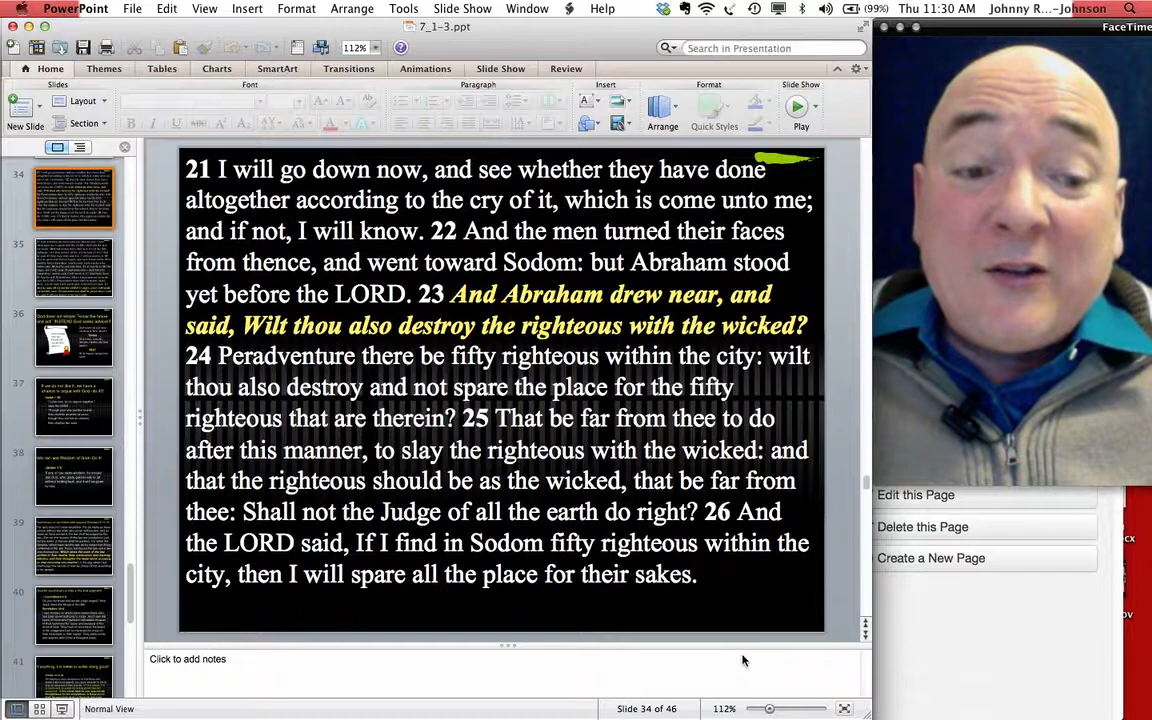 PowerPoint File Edit View Insert Format Arrange Tools Slide Show Window Help (99%) Thu 11:30 AM Johnny R...-Johnson
7_1-3.ppt
FaceTime
112% Search in Presentation
Home Themes Tables Charts SmartArt Transitions Animations Slide Show Review
Slides Font Paragraph Insert Format Slide Show
Layout
New Slide Section Arrange Quick Styles Play
21 I will go down now, and see whether they have done
altogether according to the cry of it, which is come unto me;
and if not, I will know. 22 And the men turned their faces
from thence, and went toward Sodom: but Abraham stood
yet before the LORD. 23 And Abraham drew near, and
said, Wilt thou also destroy the righteous with the wicked?
24 Peradventure there be fifty righteous within the city: wilt
thou also destroy and not spare the place for the fifty
righteous that are therein? 25 That be far from thee to do
after this manner, to slay the righteous with the wicked: and
that the righteous should be as the wicked, that be far from
thee: Shall not the Judge of all the earth do right? 26 And
the LORD said, If I find in Sodom fifty righteous within the
city, then I will spare all the place for their sakes.
34
35
36
37
38
39
40
41
Edit this Page
Delete this Page
Create a New Page
ocx
ov
Click to add notes
Normal View Slide 34 of 46 112%